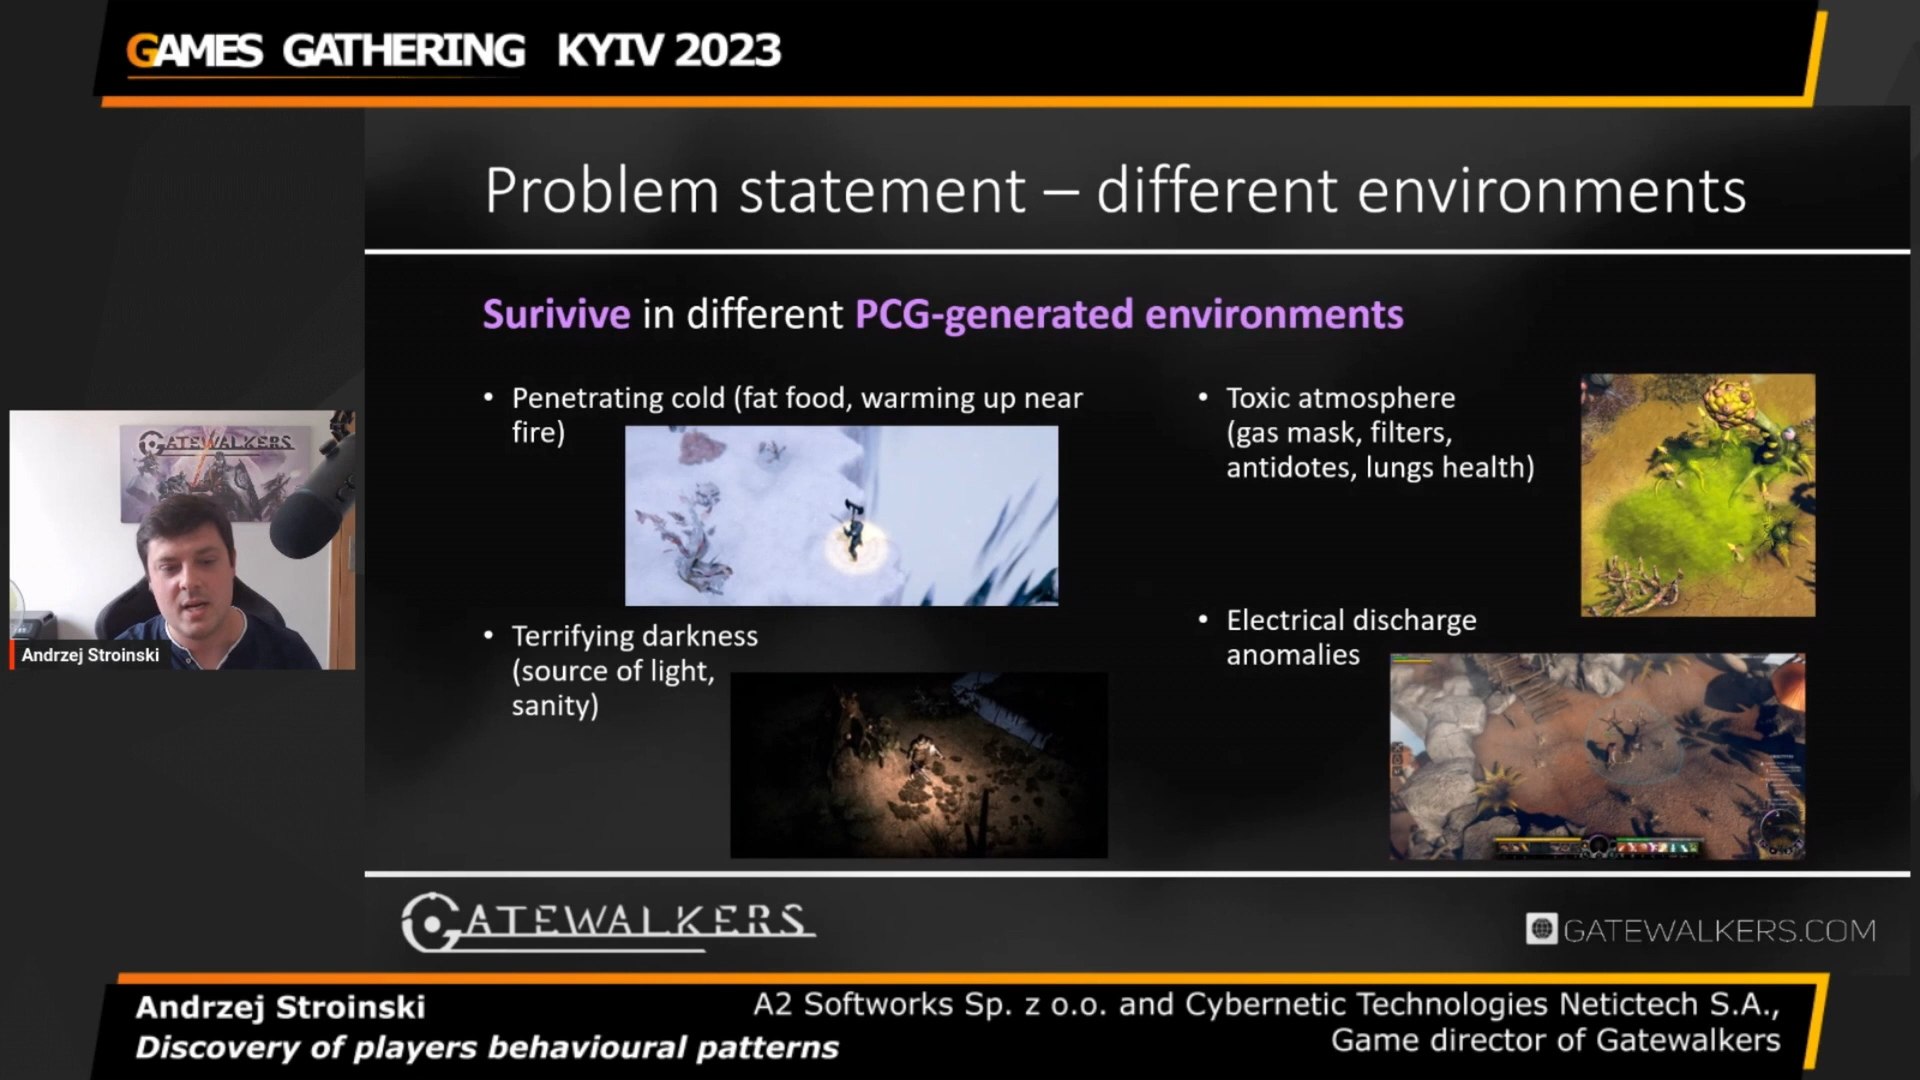 GAMES GATHERING KYIV 2023
Problem statement – different environments
Surivive in different PCG-generated environments
• Penetrating cold (fat food, warming up near
fire)
• Terrifying darkness
(source of light,
sanity)
• Toxic atmosphere
(gas mask, filters,
antidotes, lungs health)
• Electrical discharge
anomalies
GATEWALKERS
Andrzej Stroinski
GATEWALKERS
GATEWALKERS.COM
Andrzej Stroinski
Discovery of players behavioural patterns
A2 Softworks Sp. z o.o. and Cybernetic Technologies Netictech S.A.,
Game director of Gatewalkers